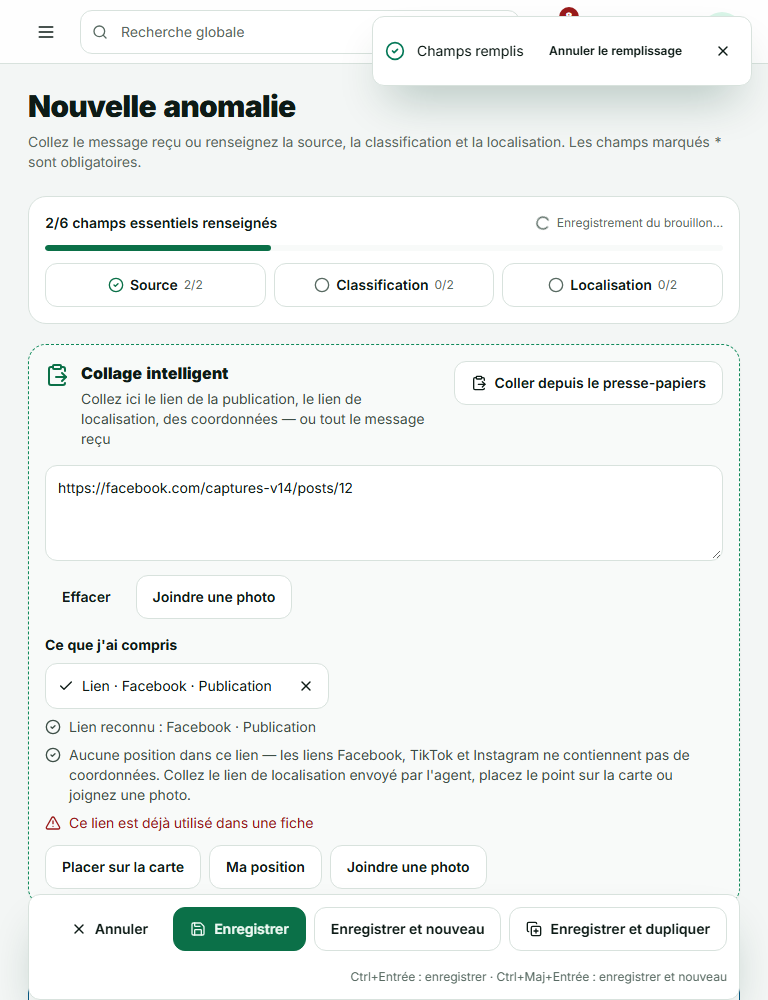 Recherche globale
Champs remplis
Annuler le remplissage
Nouvelle anomalie
Collez le message reçu ou renseignez la source, la classification et la localisation. Les champs marqués *
sont obligatoires.
2/6 champs essentiels renseignés
Enregistrement du brouillon…
Source 2/2
Classification 0/2
Localisation 0/2
Collage intelligent
Collez ici le lien de la publication, le lien de
localisation, des coordonnées — ou tout le message
reçu
Coller depuis le presse-papiers
https://facebook.com/captures-v14/posts/12
Effacer
Joindre une photo
Ce que j'ai compris
Lien · Facebook · Publication
Lien reconnu : Facebook · Publication
Aucune position dans ce lien — les liens Facebook, TikTok et Instagram ne contiennent pas de
coordonnées. Collez le lien de localisation envoyé par l'agent, placez le point sur la carte ou
joignez une photo.
Ce lien est déjà utilisé dans une fiche
Placer sur la carte
Ma position
Joindre une photo
Annuler
Enregistrer
Enregistrer et nouveau
Enregistrer et dupliquer
Ctrl+Entrée : enregistrer · Ctrl+Maj+Entrée : enregistrer et nouveau